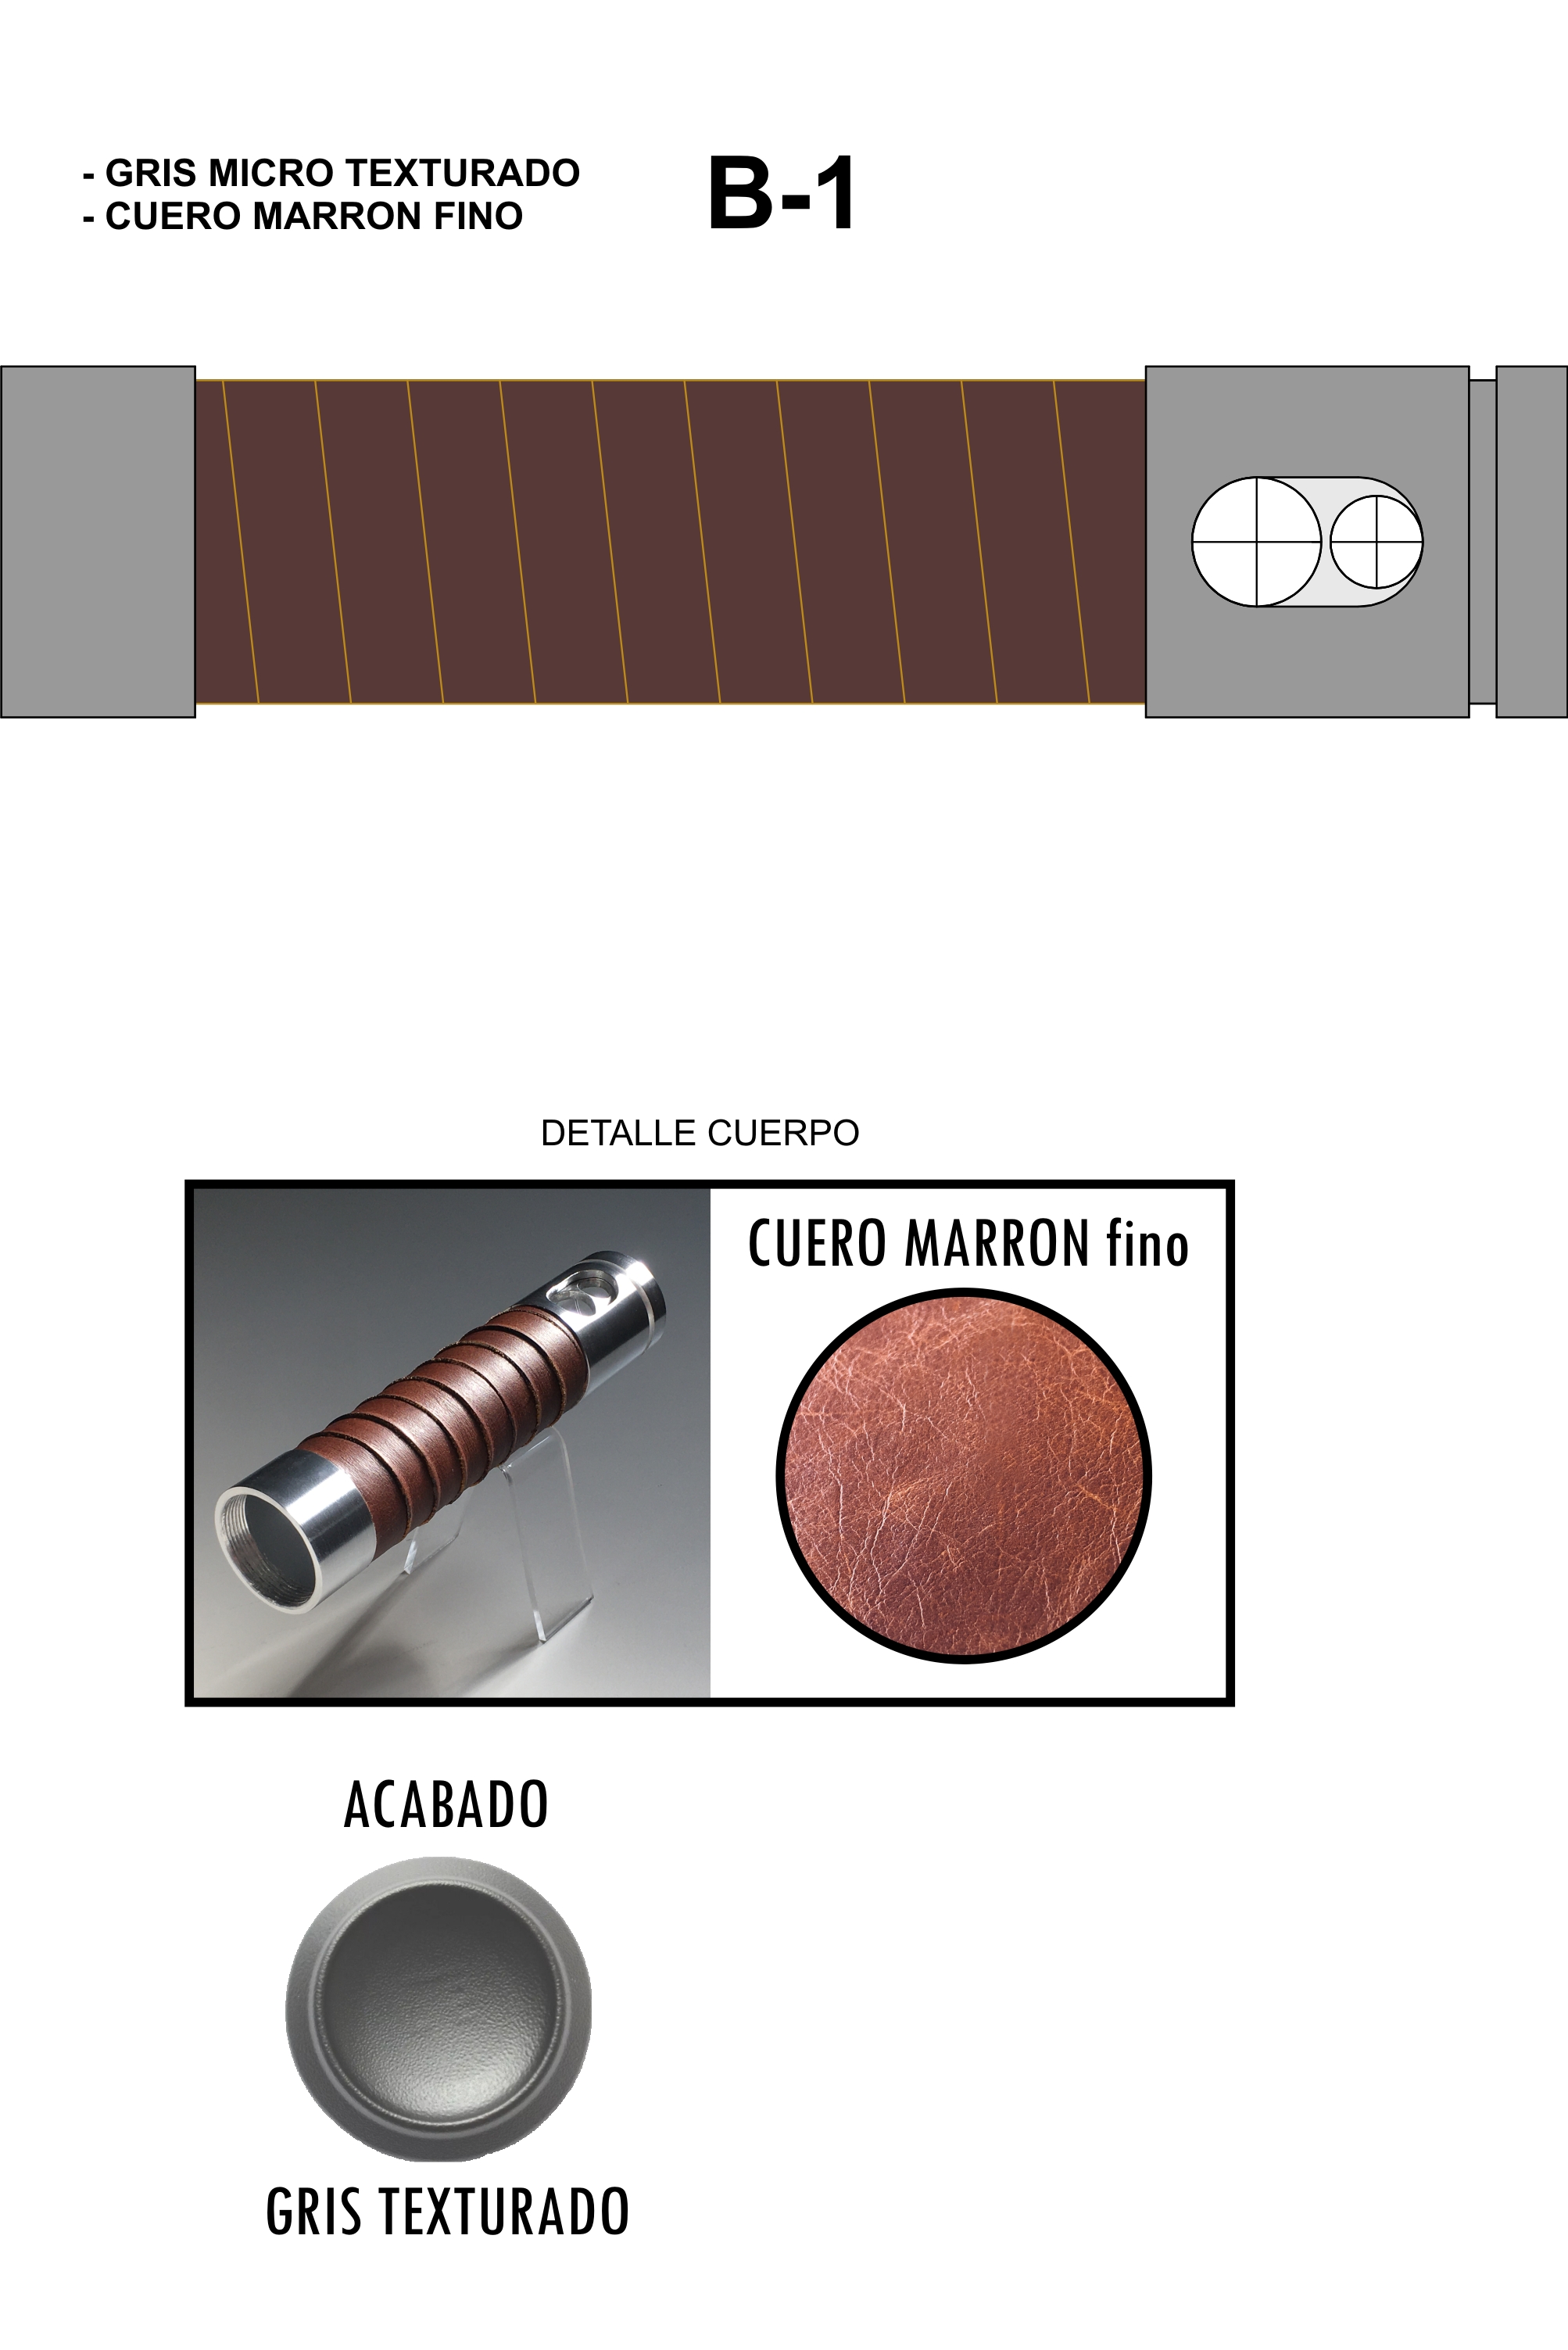 - GRIS MICRO TEXTURADO
- CUERO MARRON FINO
B-1
DETALLE CUERPO
CUERO MARRON fino
ACABADO
GRIS TEXTURADO